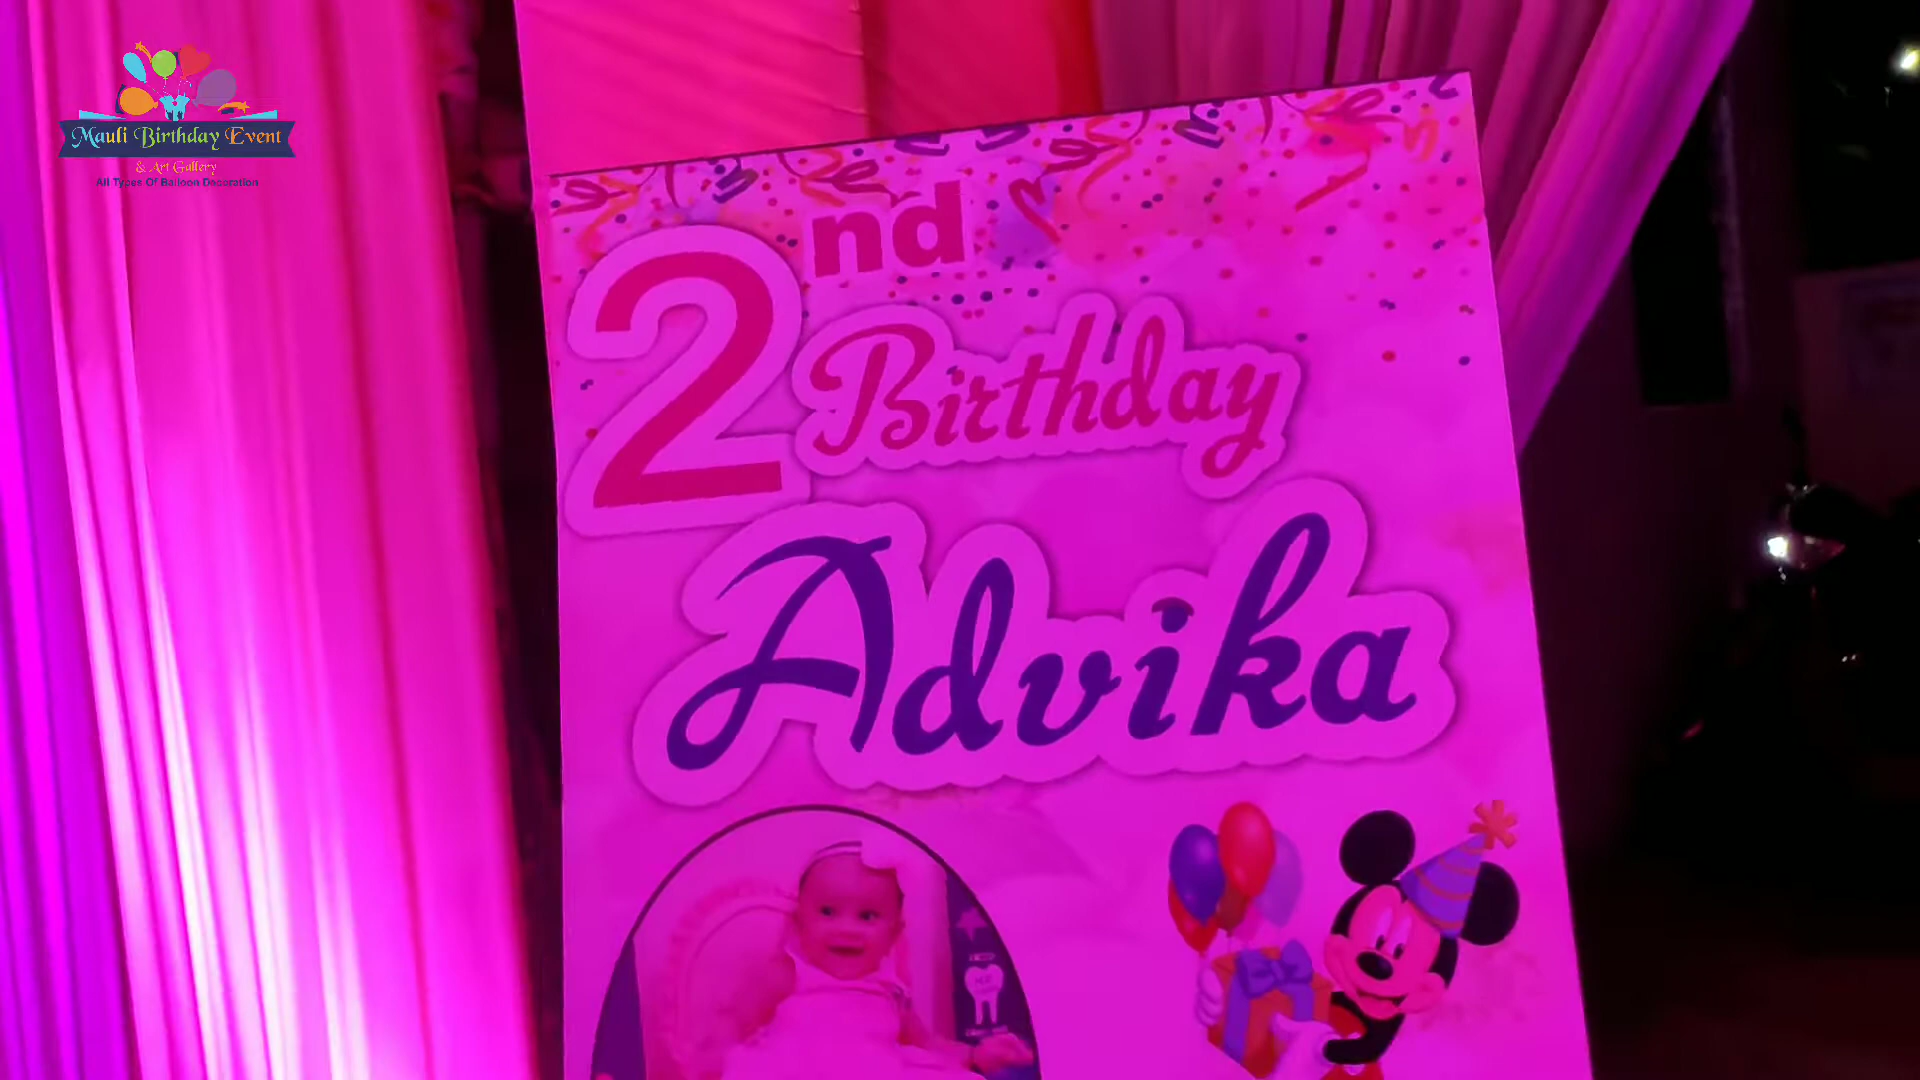 Mauli Birthday Event
& Art Gallery
All Types Of Balloon Decoration
2nd
Birthday
Advika